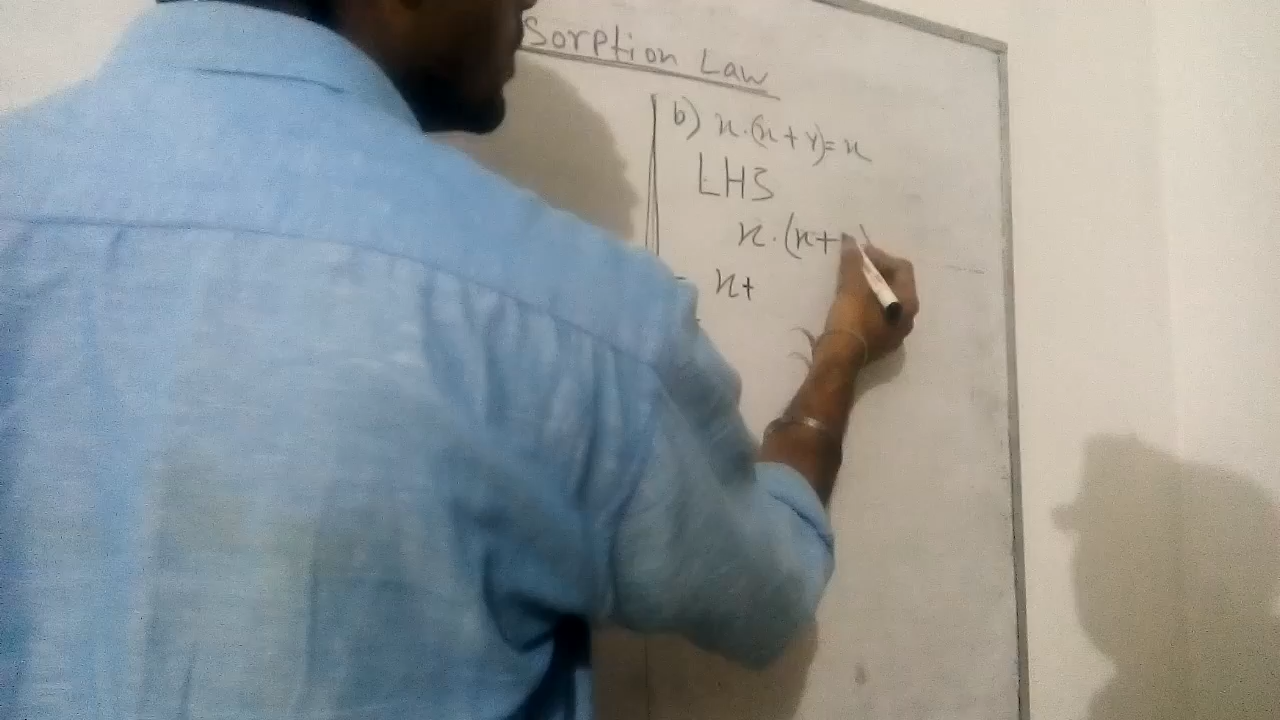 Sorption Law
b) x.(x+y)=x
LHS
x.(x+
= x+